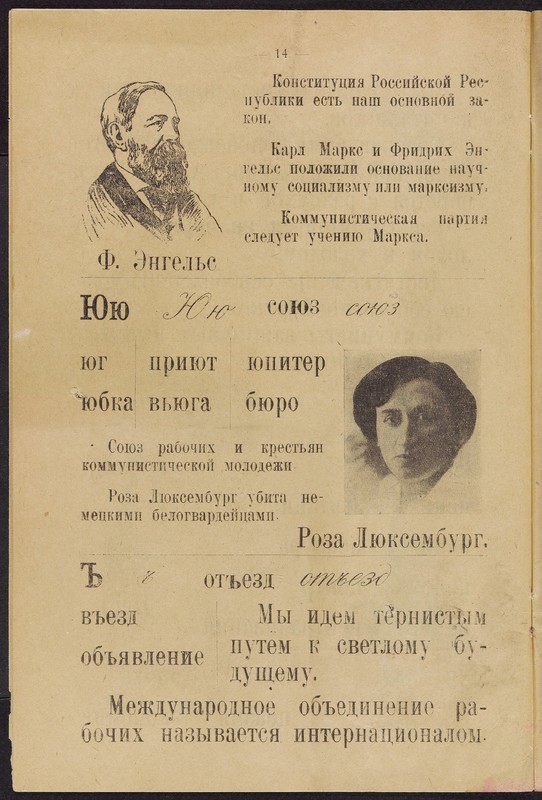 — 14 —
Конституция Российской Рес-
публики есть наш основной за-
кон.
Карл Маркс и Фридрих Эн-
гельс положили основание науч-
ному социализму или марксизму.
Коммунистическая партия
следует учению Маркса.
Ф. Энгельс
Юю Юю союз союз
юг приют юпитер
юбка вьюга бюро
Союз рабочих и крестьян
коммунистической молодежи
Роза Люксембург убита не-
мецкими белогвардейцами.
Роза Люксембург.
Ъ ъ отъезд отъезд
въезд
объявление
Мы идем тернистым
путем к светлому бу-
дущему.
Международное объединение ра-
бочих называется интернационалом.